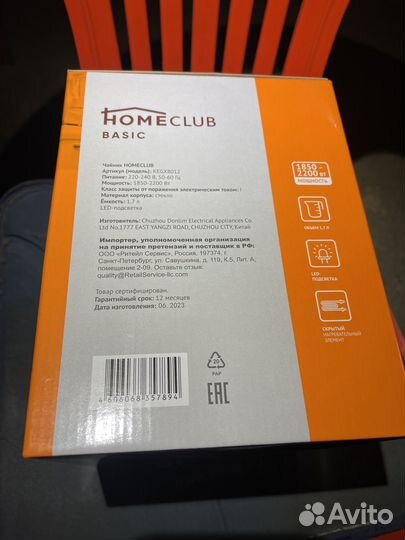 HOMECLUB
BASIC
Чайник HOMECLUB
Артикул (модель): KEGX8012
Питание: 220-240 В, 50-60 Гц
Мощность: 1850-2200 Вт
Класс защиты от поражения электрическим током: I
Материал корпуса: стекло
Ёмкость: 1,7 л
LED-подсветка
Изготовитель: Chuzhou Donlim Electrical Appliances Co.
Ltd No.1777 EAST YANGZI ROAD, CHUZHOU CITY, Китай
Импортер, уполномоченная организация
на принятие претензий и поставщик в РФ:
ООО «Ритейл Сервис», Россия, 197374, г.
Санкт-Петербург, ул. Савушкина, д. 119, К.5, Лит. А,
помещение 2-09. Email:
quality@RetailService-llc.com
Товар сертифицирован.
Гарантийный срок: 12 месяцев
Дата изготовления: 06. 2023
4 606068 357894
20
PAP
EAC
1850 -
2200 Вт
МОЩНОСТЬ
ОБЪЕМ 1,7 Л
LED-
ПОДСВЕТКА
СКРЫТЫЙ
НАГРЕВАТЕЛЬНЫЙ
ЭЛЕМЕНТ
Avito